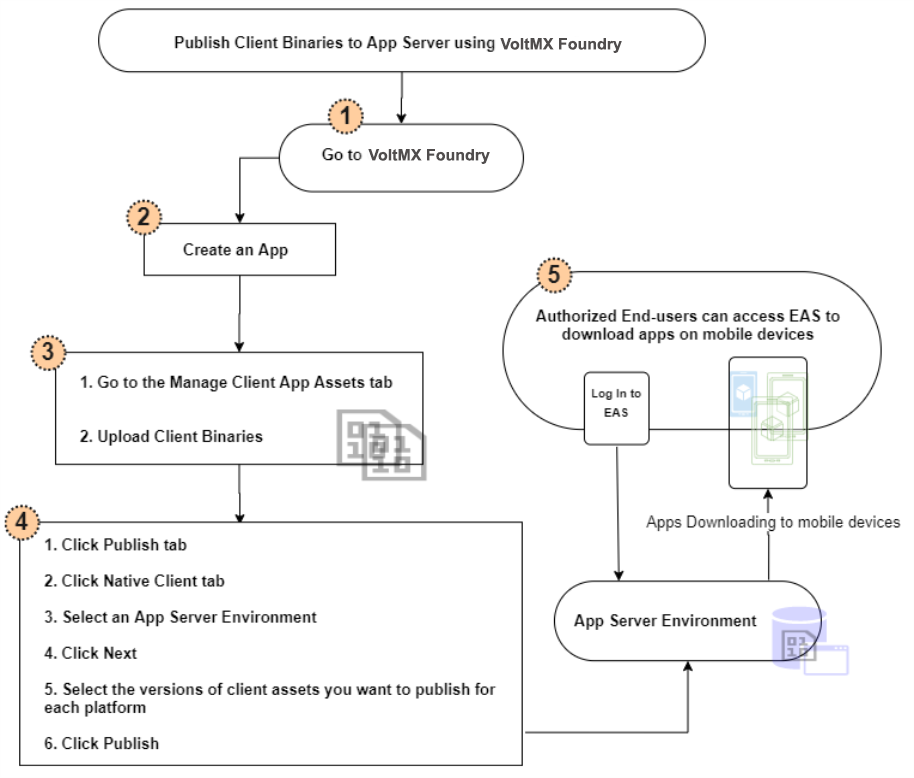 Publish Client Binaries to App Server using VoltMX Foundry
1
Go to VoltMX Foundry
2
Create an App
3
1. Go to the Manage Client App Assets tab
2. Upload Client Binaries
01
10
01
110
4
1. Click Publish tab
2. Click Native Client tab
3. Select an App Server Environment
4. Click Next
5. Select the versions of client assets you want to publish for
each platform
6. Click Publish
5
Authorized End-users can access EAS to
download apps on mobile devices
Log In to
EAS
Apps Downloading to mobile devices
App Server Environment